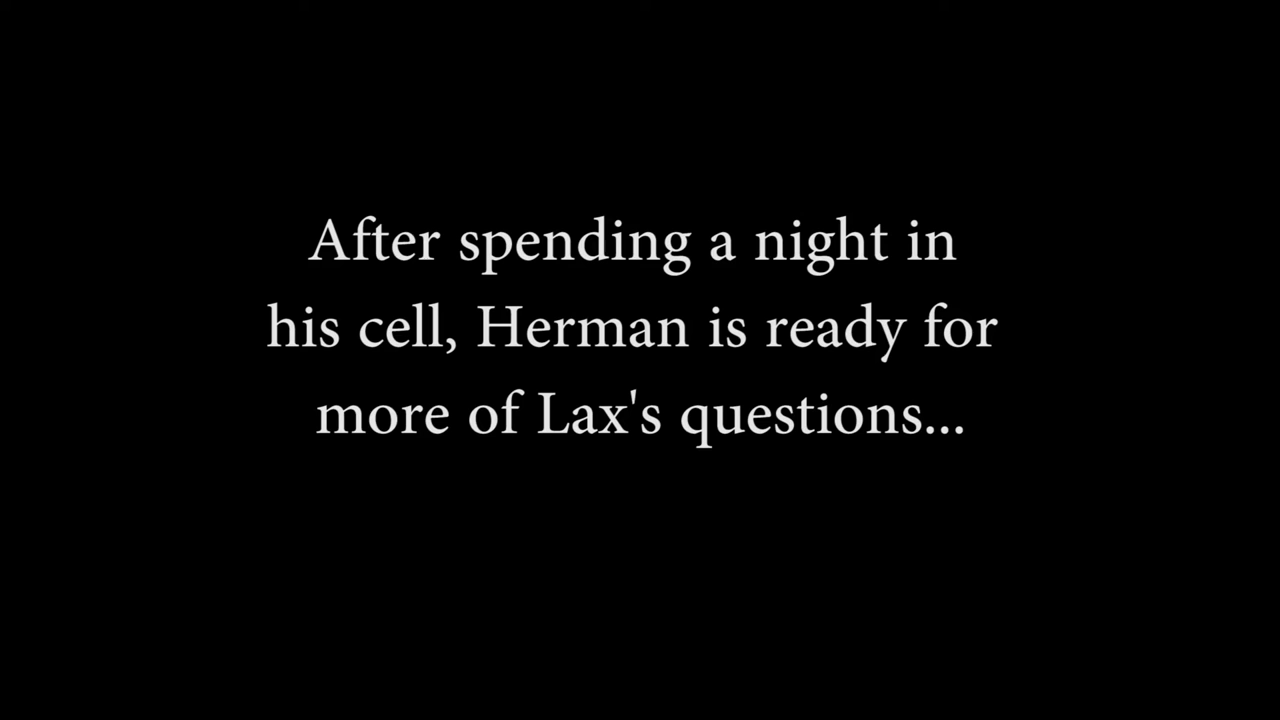 After spending a night in
his cell, Herman is ready for
more of Lax's questions...